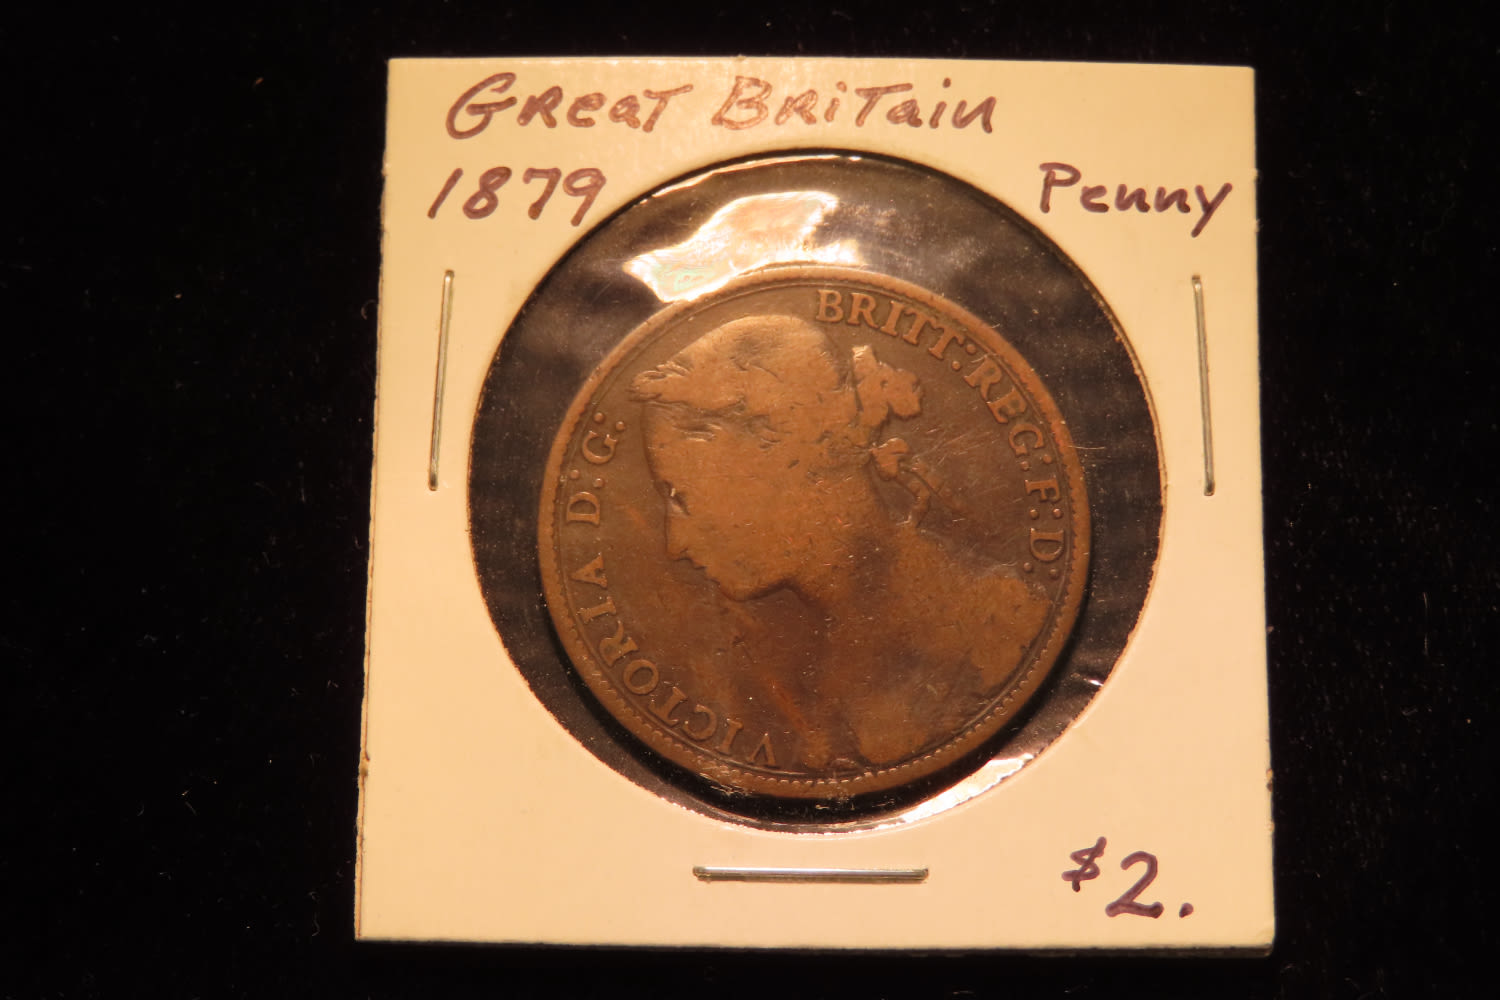 Great Britain
1879 Penny
VICTORIA D:G: BRITT:REG:F:D:
$2.